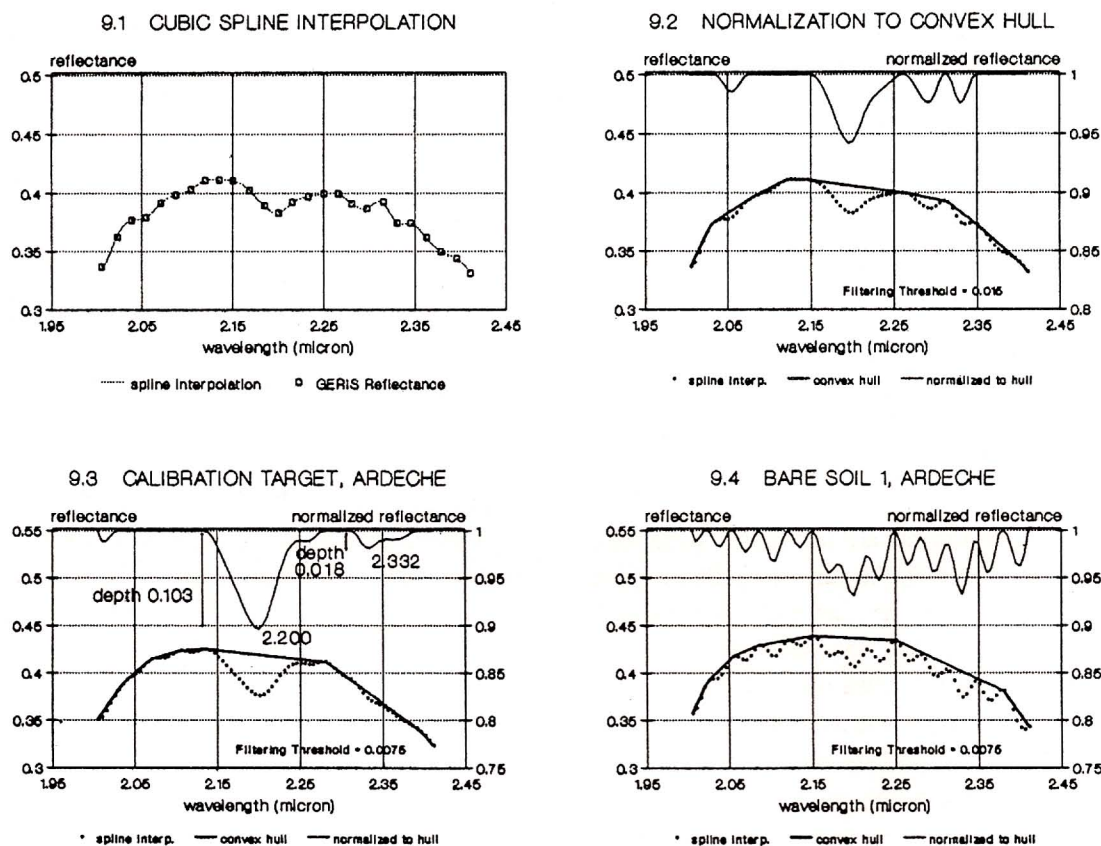 9.1 CUBIC SPLINE INTERPOLATION
reflectance
0.5
0.45
0.4
0.35
0.3
1.95 2.05 2.15 2.25 2.35 2.45
wavelength (micron)
spline interpolation GERIS Reflectance
9.2 NORMALIZATION TO CONVEX HULL
reflectance normalized reflectance
0.5 1
0.45 0.95
0.4 0.9
0.35 0.85
Filtering Threshold = 0.015
0.3 0.8
1.95 2.05 2.15 2.25 2.35 2.45
wavelength (micron)
spline interp. convex hull normalized to hull
9.3 CALIBRATION TARGET, ARDECHE
reflectance normalized reflectance
0.55 1
depth
0.018 2.332
0.5 0.95
depth 0.103
0.45 0.9
2.200
0.4 0.85
0.35 0.8
Filtering Threshold = 0.0075
0.3 0.75
1.95 2.05 2.15 2.25 2.35 2.45
wavelength (micron)
spline interp. convex hull normalized to hull
9.4 BARE SOIL 1, ARDECHE
reflectance normalized reflectance
0.55 1
0.5 0.95
0.45 0.9
0.4 0.85
0.35 0.8
Filtering Threshold = 0.0075
0.3 0.75
1.95 2.05 2.15 2.25 2.35 2.45
wavelength (micron)
spline interp. convex hull normalized to hull